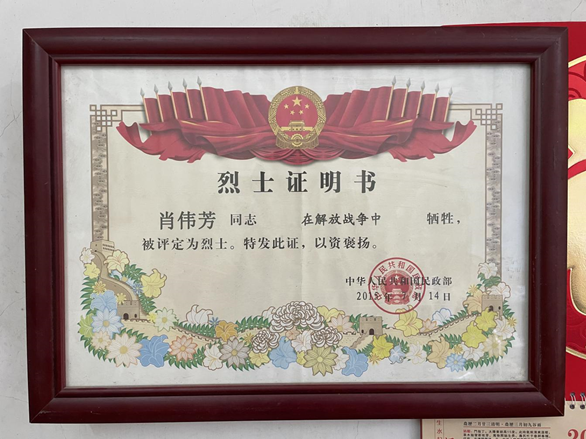 烈士证明书
肖伟芳 同志 在解放战争中 牺牲，
被评定为烈士。特发此证，以资褒扬。
中华人民共和国民政部
月14日